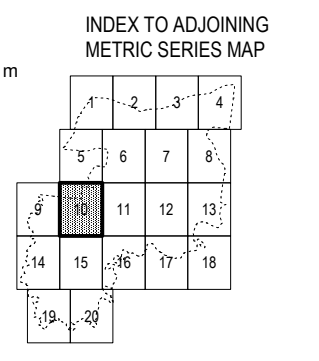 INDEX TO ADJOINING
METRIC SERIES MAP
m
1 2 3 4
5 6 7 8
9 10 11 12 13
14 15 16 17 18
19 20